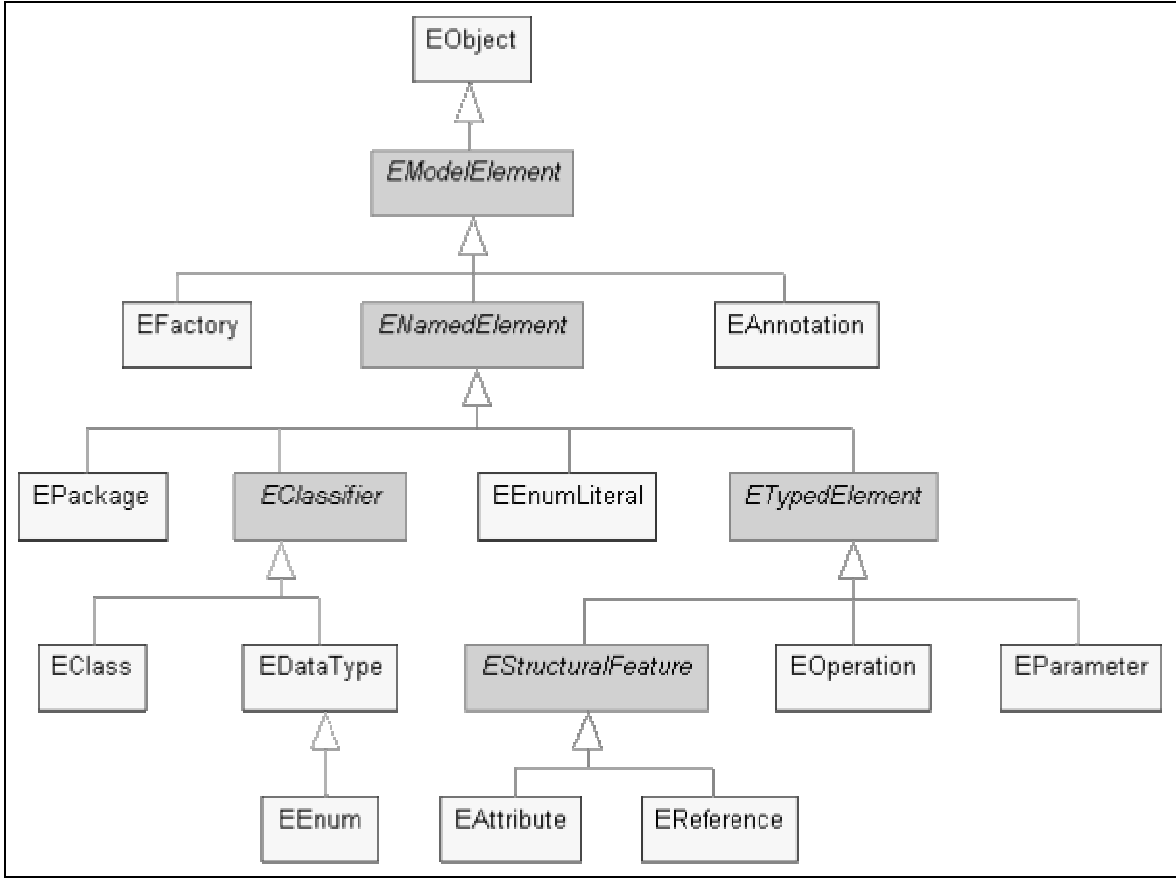 EObject
EModelElement
EFactory
ENamedElement
EAnnotation
EPackage
EClassifier
EEnumLiteral
ETypedElement
EClass
EDataType
EStructuralFeature
EOperation
EParameter
EEnum
EAttribute
EReference